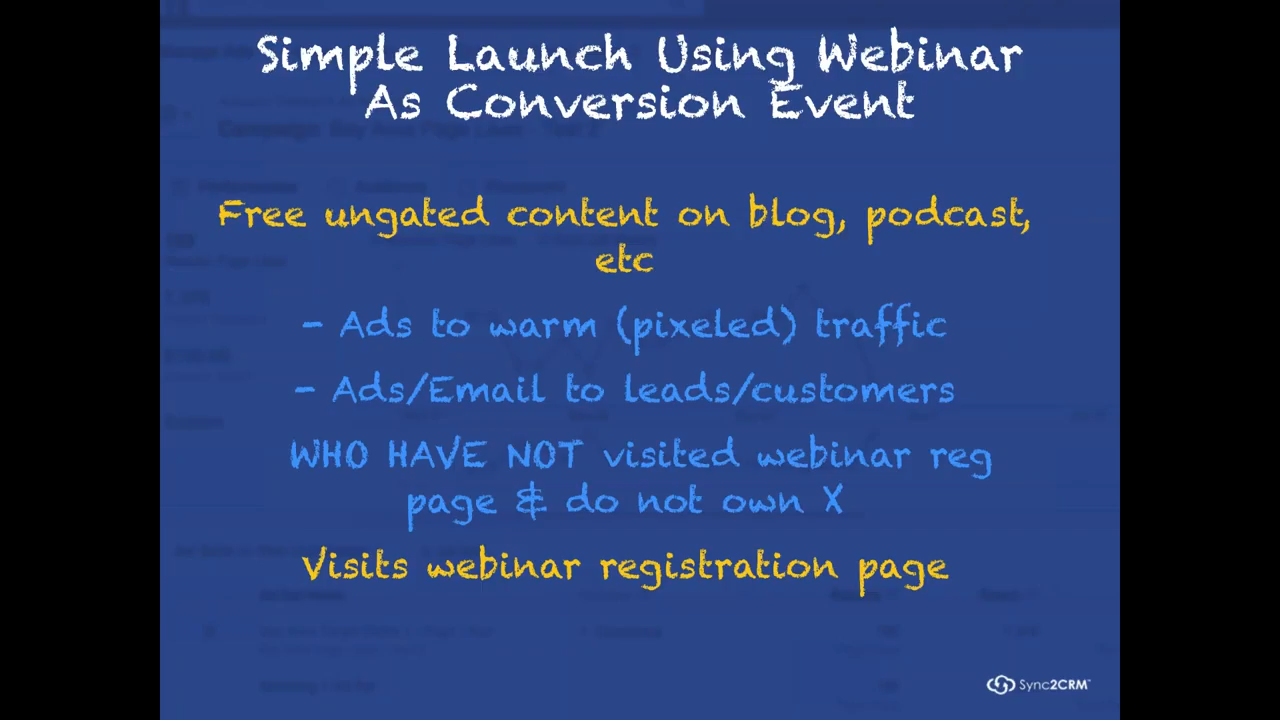 Simple Launch Using Webinar
As Conversion Event
Free ungated content on blog, podcast,
etc
- Ads to warm (pixeled) traffic
- Ads/Email to leads/customers
WHO HAVE NOT visited webinar reg
page & do not own X
Visits webinar registration page
Sync2CRM™